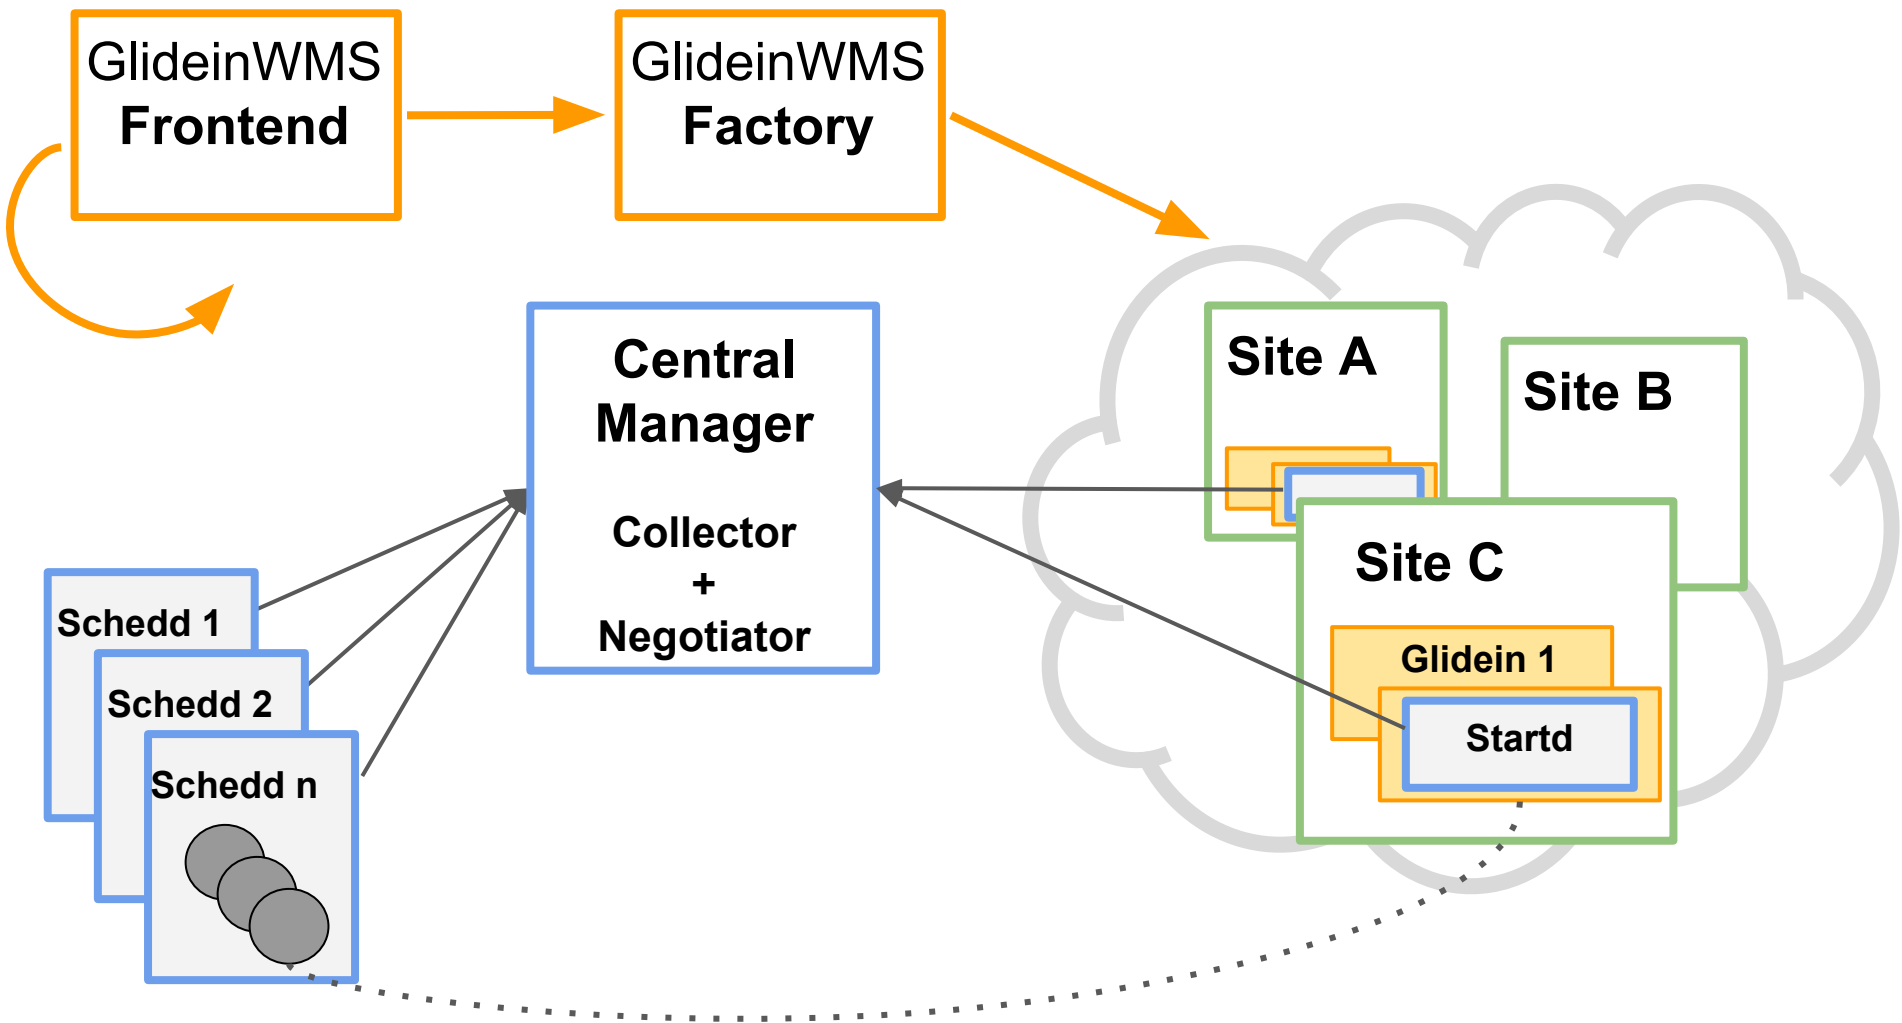 GlideinWMS
Frontend
GlideinWMS
Factory
Central
Manager
Collector
+
Negotiator
Site A
Site B
Site C
Glidein 1
Startd
Schedd 1
Schedd 2
Schedd n